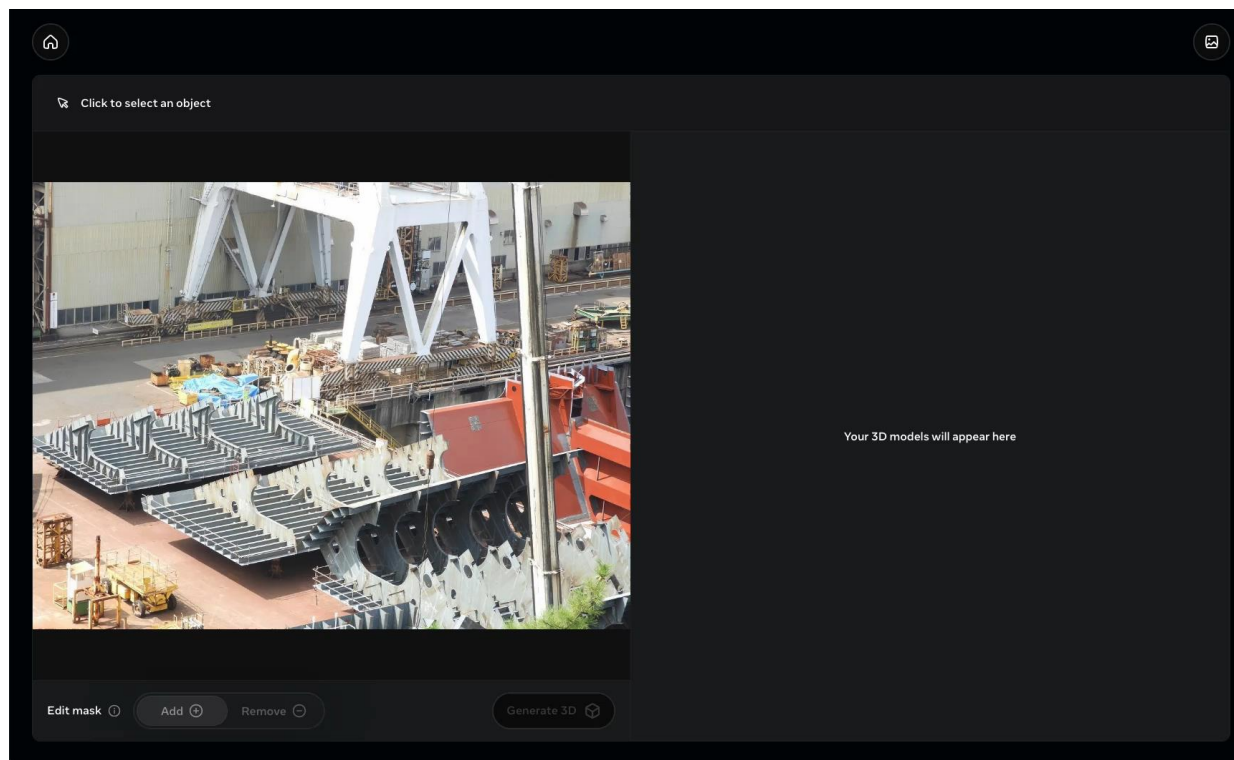 Click to select an object
Your 3D models will appear here
Edit mask
Add
Remove
Generate 3D